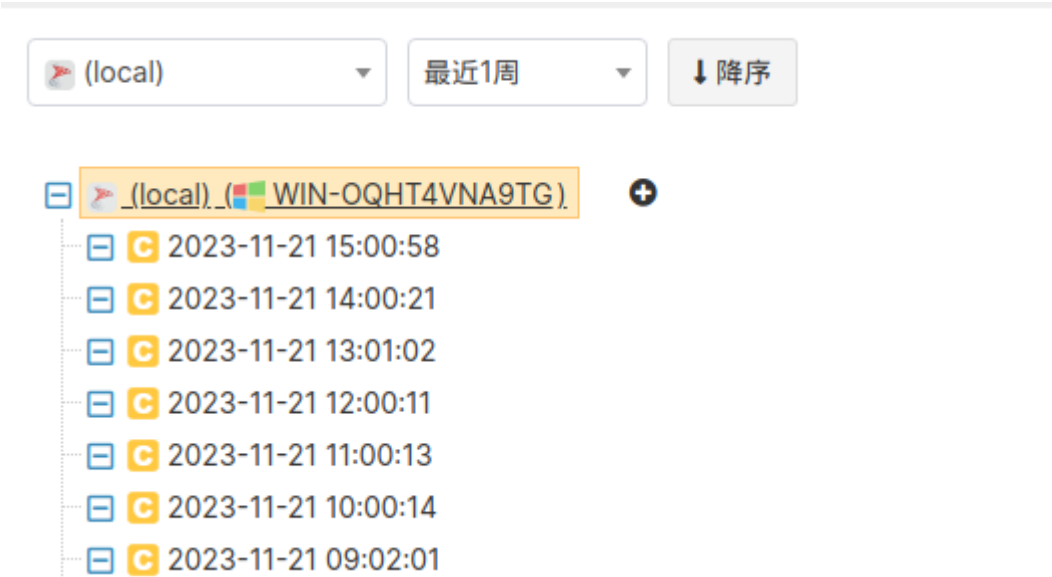 (local) 最近1周 降序
(local) (WIN-OQHT4VNA9TG)
C 2023-11-21 15:00:58
C 2023-11-21 14:00:21
C 2023-11-21 13:01:02
C 2023-11-21 12:00:11
C 2023-11-21 11:00:13
C 2023-11-21 10:00:14
C 2023-11-21 09:02:01